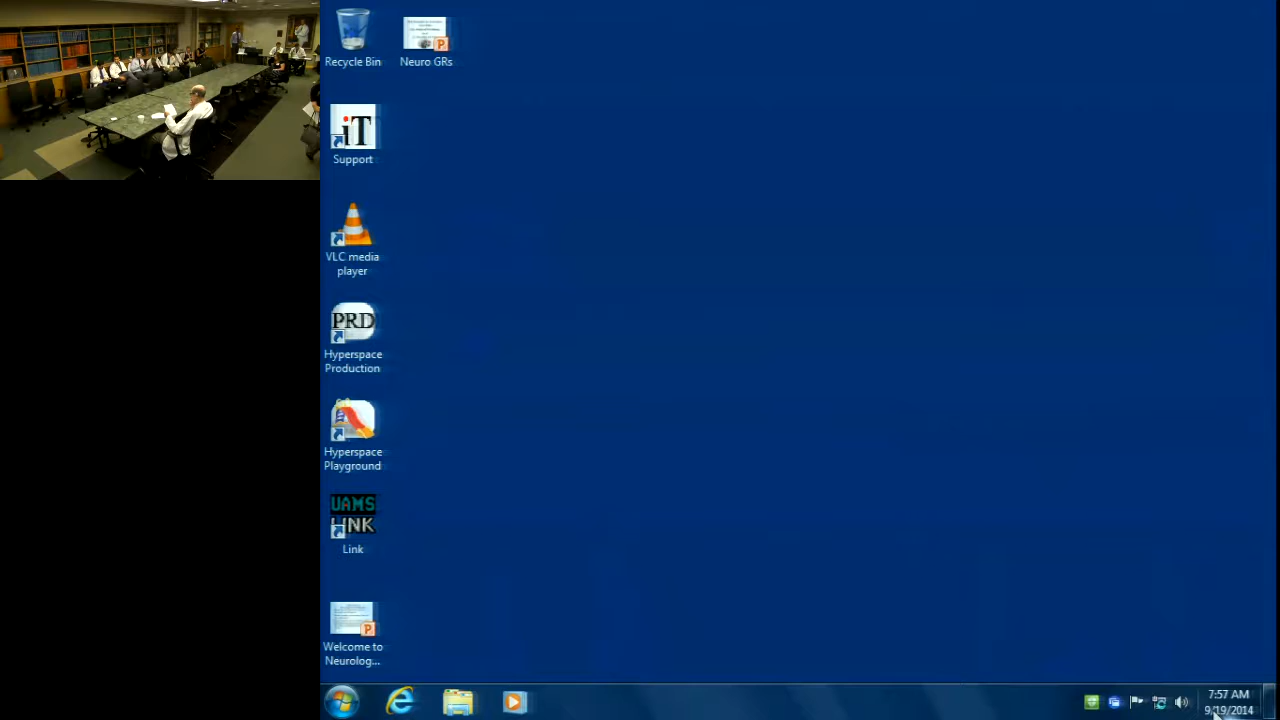 Recycle Bin
Neuro GRs
iT
Support
VLC media
player
PRD
Hyperspace
Production
Hyperspace
Playground
UAMS
LINK
Link
Welcome to
Neurolog...
7:57 AM
9/19/2014